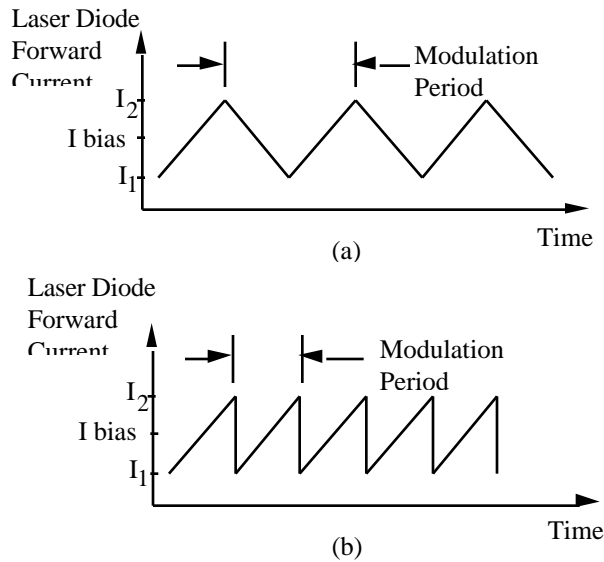 Laser Diode
Forward
Current
Modulation
Period
I2
I bias
I1
Time
(a)
Laser Diode
Forward
Current
Modulation
Period
I2
I bias
I1
Time
(b)